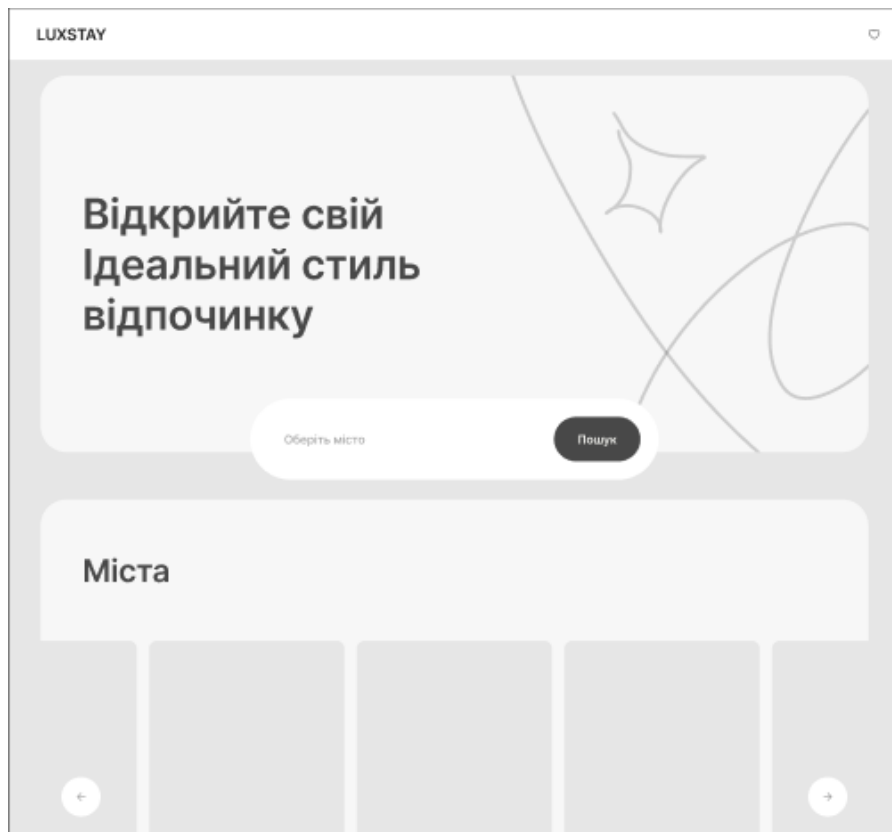 LUXSTAY
Відкрийте свій
Ідеальний стиль
відпочинку
Оберіть місто
Пошук
Міста